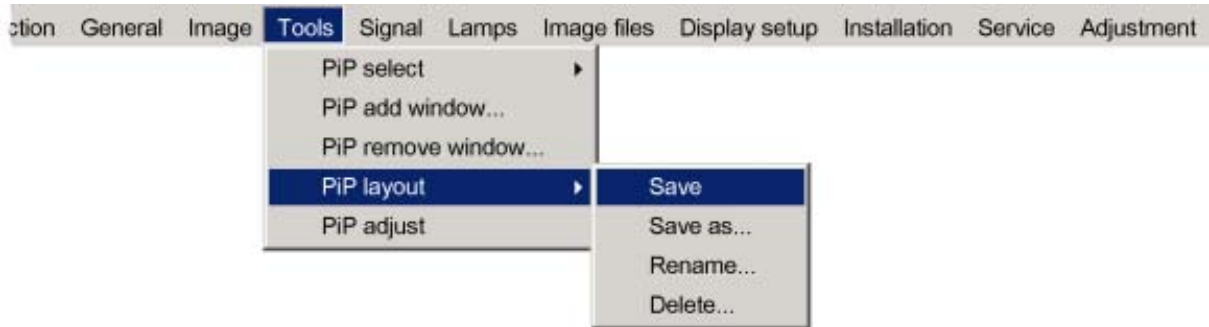 ction General Image Tools Signal Lamps Image files Display setup Installation Service Adjustment
PiP select
PiP add window...
PiP remove window...
PiP layout
PiP adjust
Save
Save as...
Rename...
Delete...